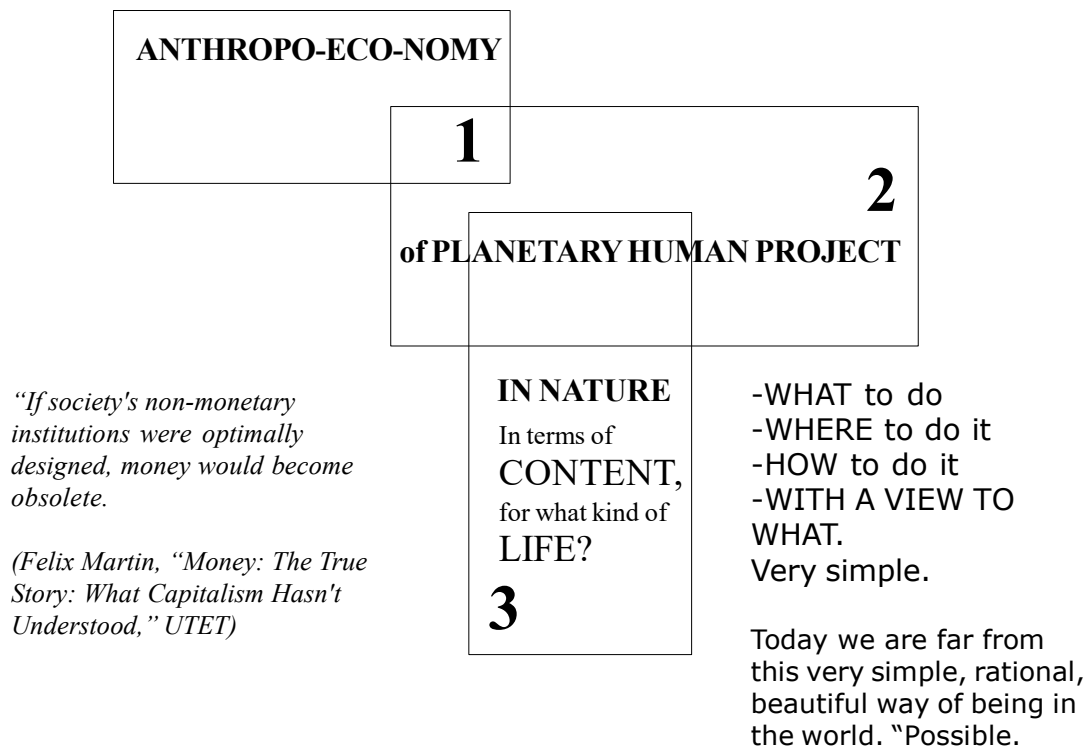 ANTHROPO-ECO-NOMY
1
2
of PLANETARY HUMAN PROJECT
“If society's non-monetary
institutions were optimally
designed, money would become
obsolete.
(Felix Martin, “Money: The True
Story: What Capitalism Hasn't
Understood,” UTET)
IN NATURE
In terms of
CONTENT,
for what kind of
LIFE?
3
-WHAT to do
-WHERE to do it
-HOW to do it
-WITH A VIEW TO
WHAT.
Very simple.
Today we are far from
this very simple, rational,
beautiful way of being in
the world. “Possible.